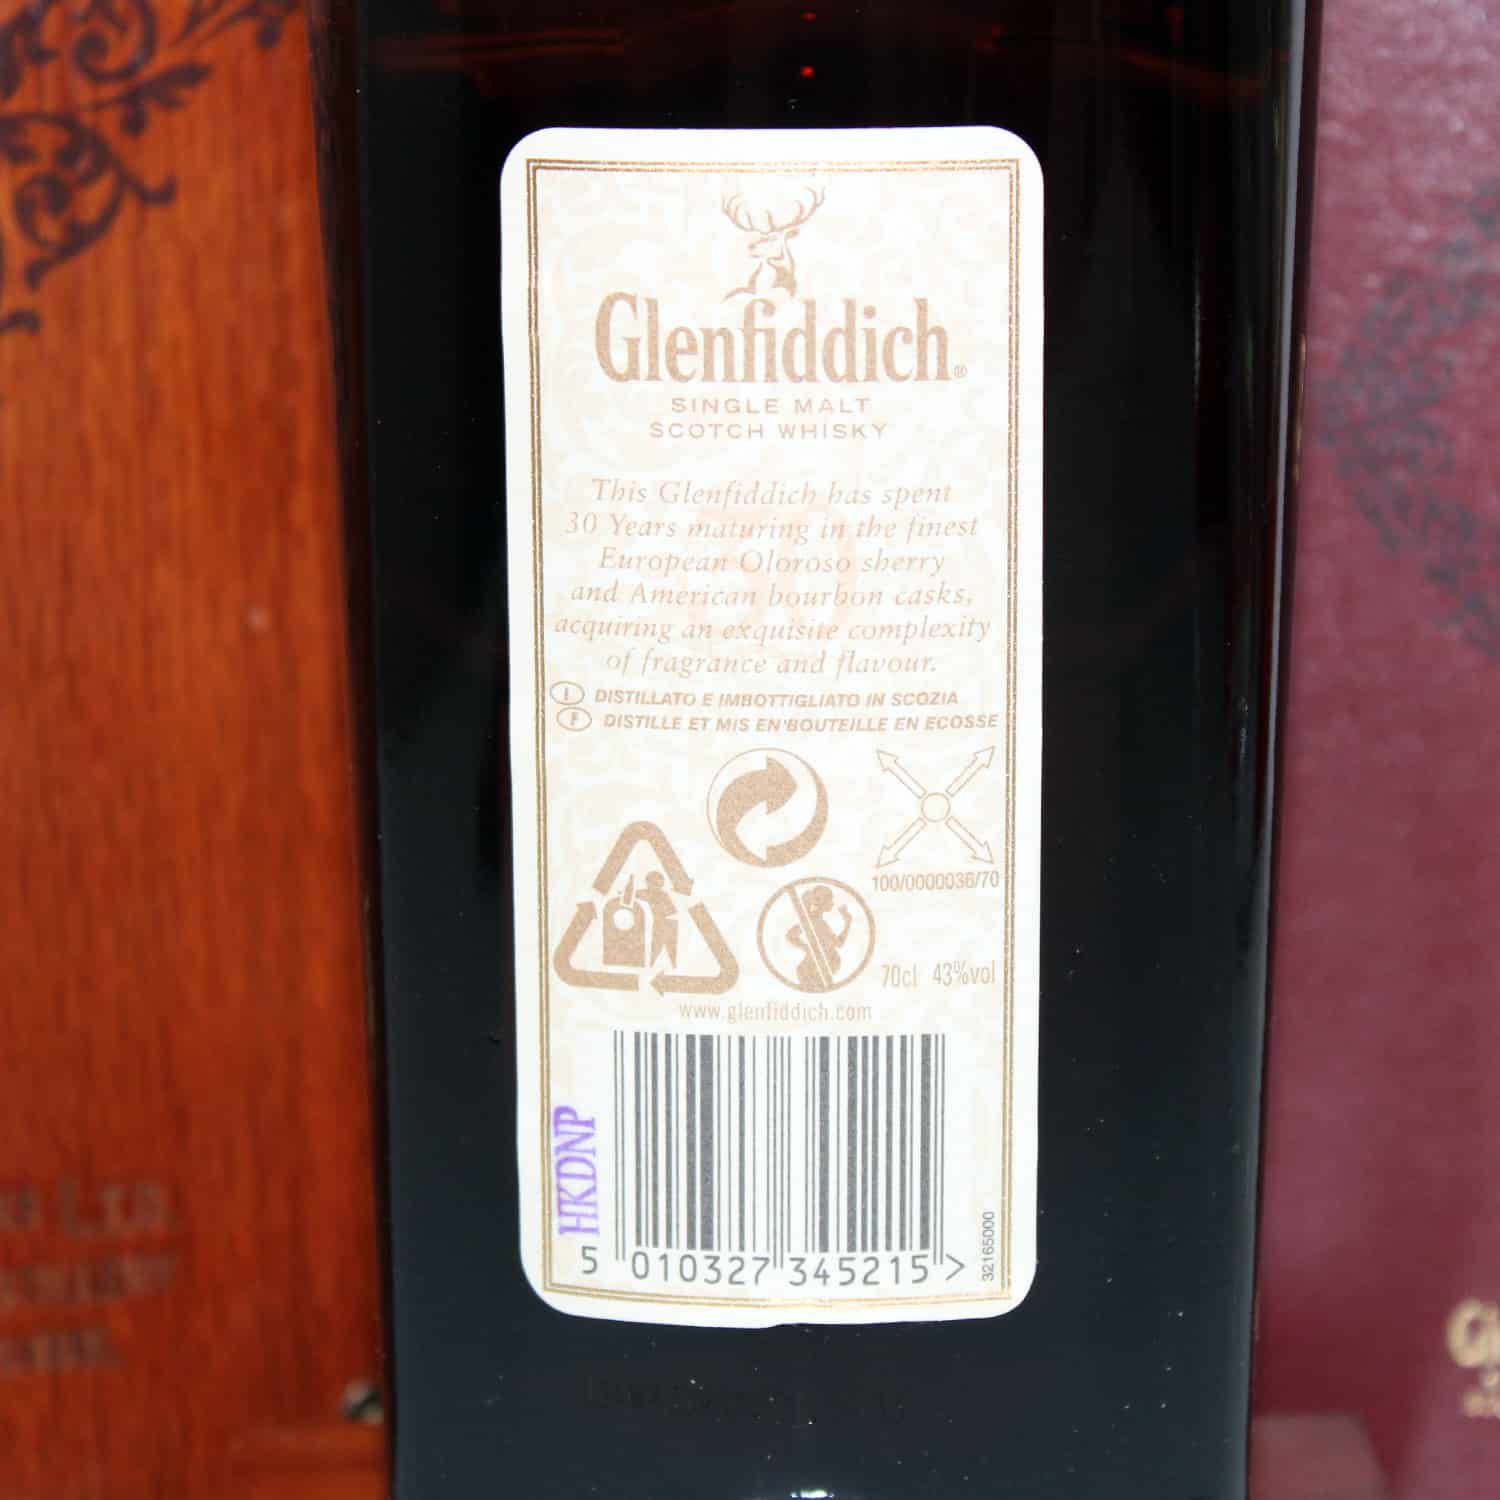 Glenfiddich®
SINGLE MALT
SCOTCH WHISKY
This Glenfiddich has spent
30 Years maturing in the finest
European Oloroso sherry
and American bourbon casks,
acquiring an exquisite complexity
of fragrance and flavour.
I DISTILLATO E IMBOTTIGLIATO IN SCOZIA
F DISTILLE ET MIS EN BOUTEILLE EN ECOSSE
100/0000036/70
70cl 43%vol
www.glenfiddich.com
HKDNP
5 010327 345215 >
32165000
LTD.